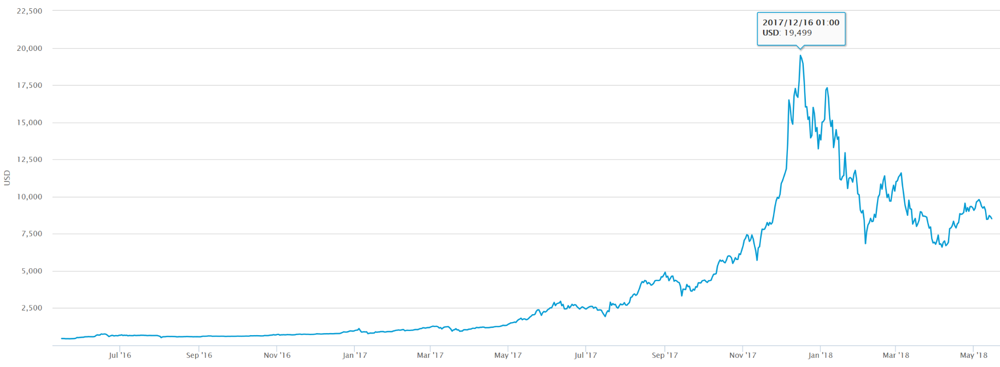 22,500
2017/12/16 01:00
USD: 19,499
20,000
17,500
15,000
12,500
USD
10,000
7,500
5,000
2,500
Jul '16
Sep '16
Nov '16
Jan '17
Mar '17
May '17
Jul '17
Sep '17
Nov '17
Jan '18
Mar '18
May '18